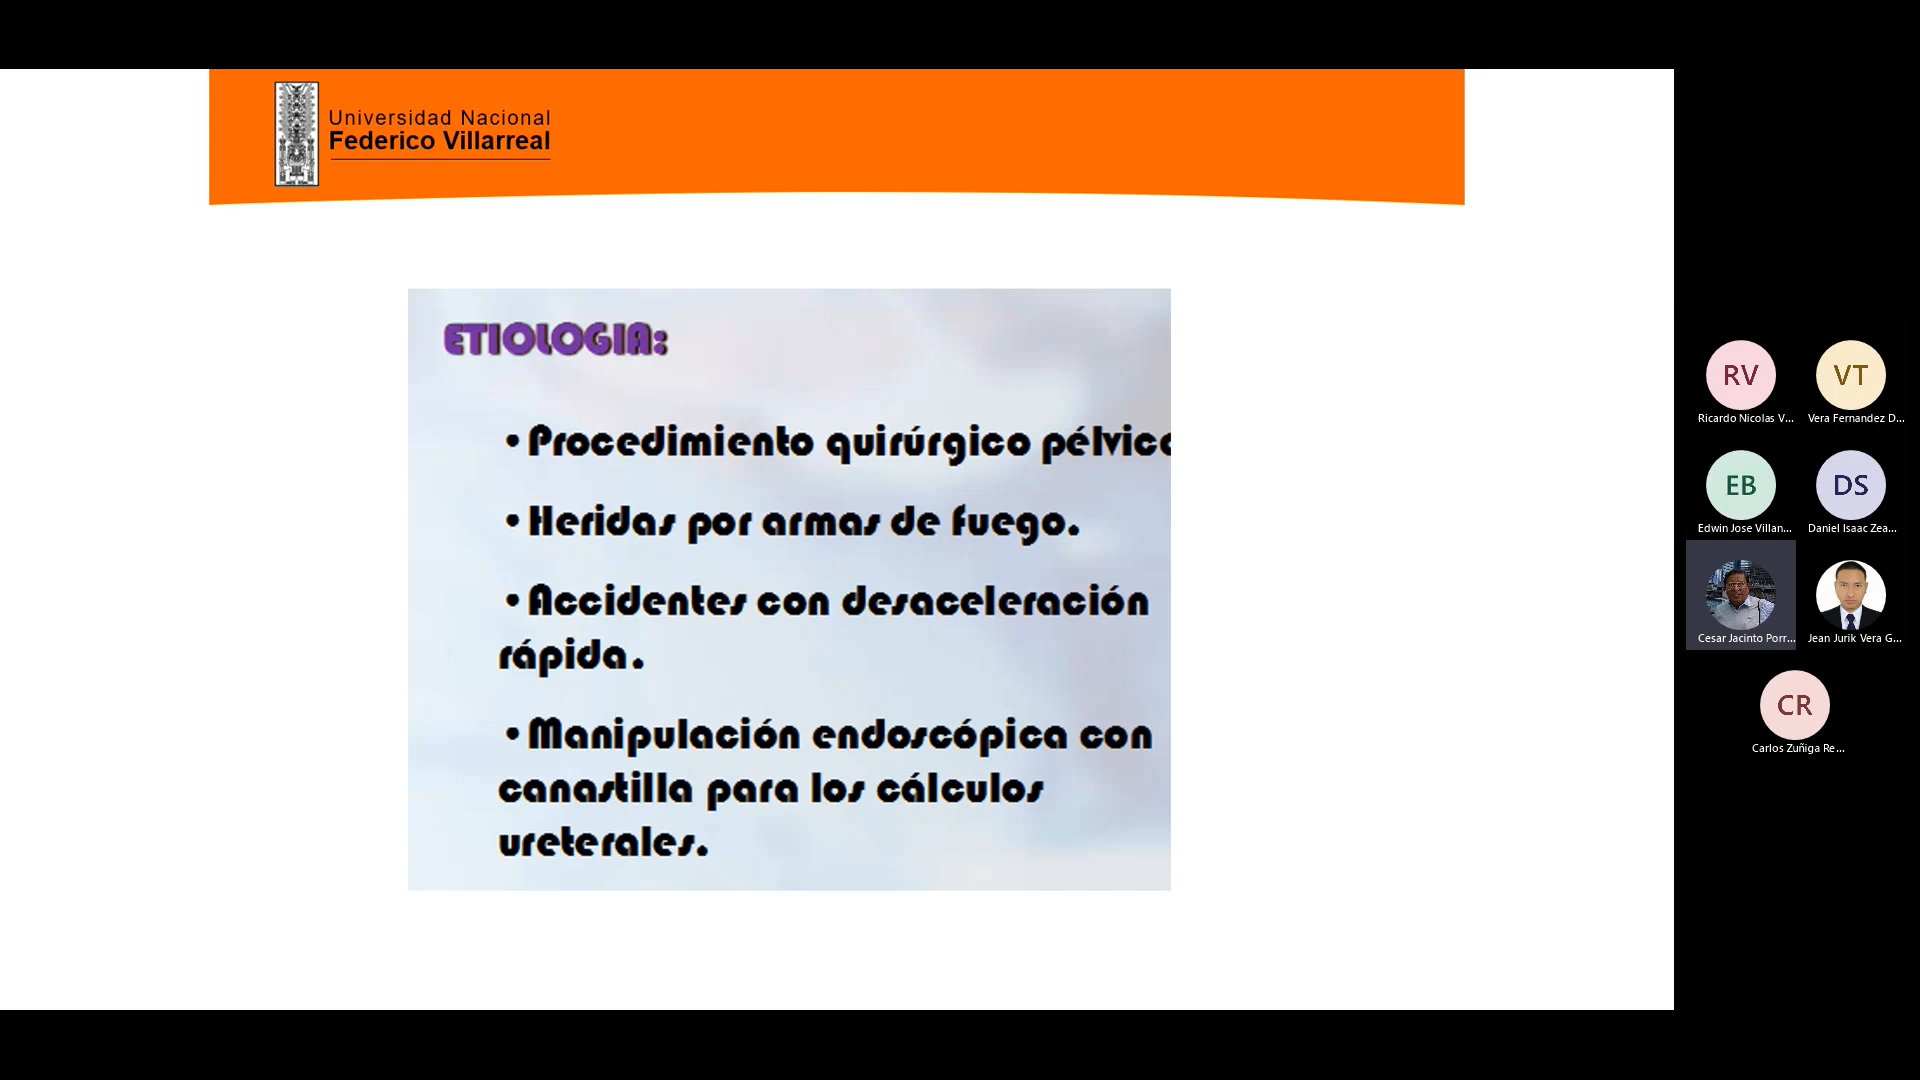 Universidad Nacional
Federico Villarreal
ETIOLOGIA:
• Procedimiento quirúrgico
• Heridas por armas de fuego.
• Accidentes con desaceleración
rápida.
• Manipulación endoscópica con
canastilla para los cálculos
ureterales.
RV
Ricardo Nicolas V...
VT
Vera Fernandez D...
EB
Edwin Jose Villan...
DS
Daniel Isaac Zea...
Cesar Jacinto Porr...
Jean Jurik Vera G...
CR
Carlos Zuñiga Re...